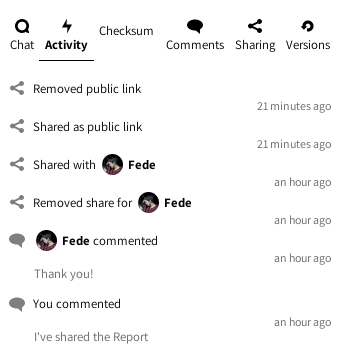 Chat Activity Checksum Comments Sharing Versions
Removed public link
21 minutes ago
Shared as public link
21 minutes ago
Shared with Fede
an hour ago
Removed share for Fede
an hour ago
Fede commented
an hour ago
Thank you!
You commented
an hour ago
I've shared the Report